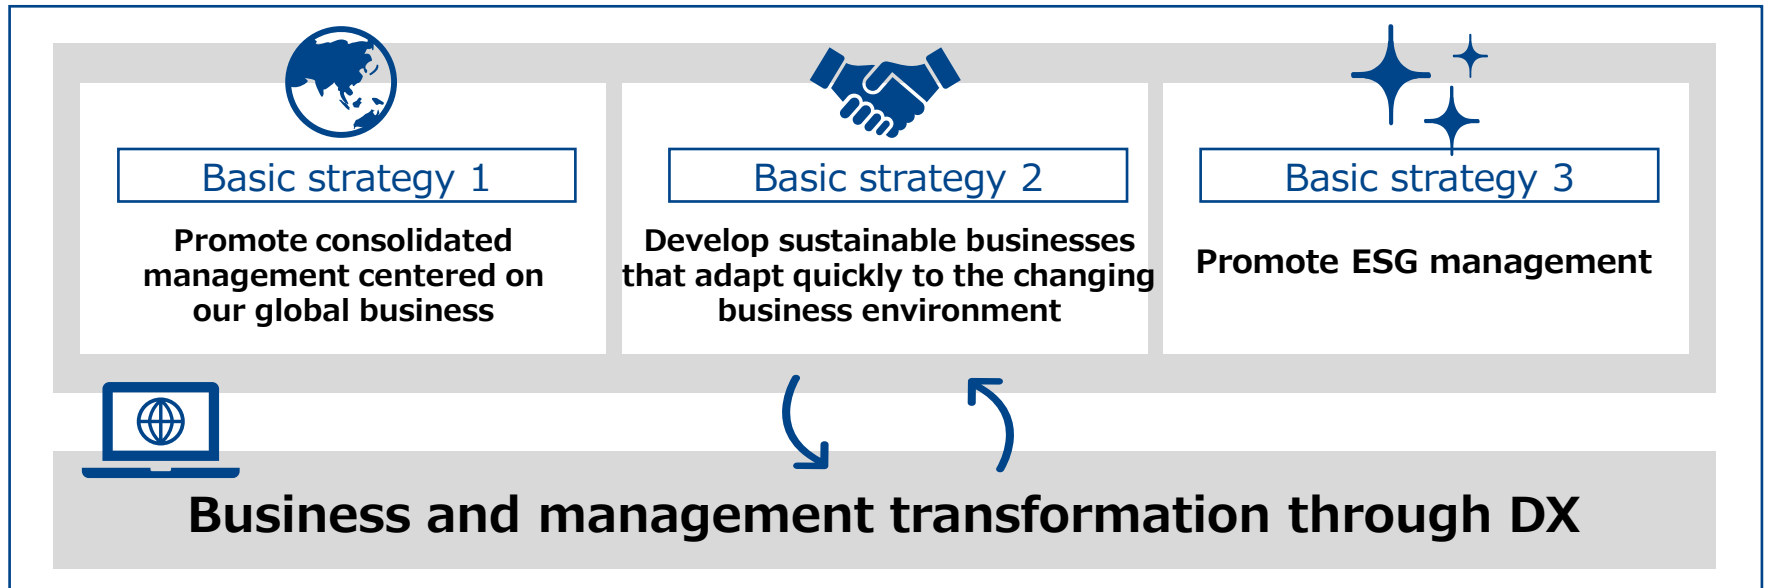 Basic strategy 1
Promote consolidated
management centered on
our global business
Basic strategy 2
Develop sustainable businesses
that adapt quickly to the changing
business environment
Basic strategy 3
Promote ESG management
Business and management transformation through DX